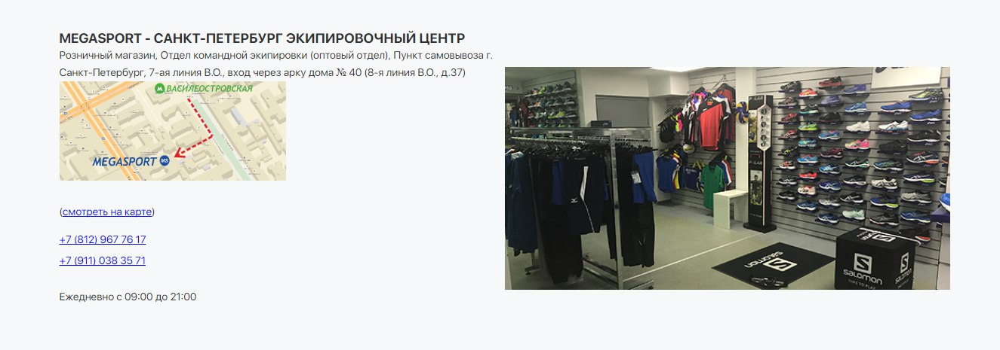 MEGASPORT - САНКТ-ПЕТЕРБУРГ ЭКИПИРОВОЧНЫЙ ЦЕНТР
Розничный магазин, Отдел командной экипировки (оптовый отдел), Пункт самовывоза г.
Санкт-Петербург, 7-ая линия В.О., вход через арку дома № 40 (8-я линия В.О., д.37)
М ВАСИЛЕОСТРОВСКАЯ
MEGASPORT MS
(смотреть на карте)
+7 (812) 967 76 17
+7 (911) 038 35 71
Ежедневно с 09:00 до 21:00
S
salomon
S
salomon
TIME TO PLAY
S
salomon